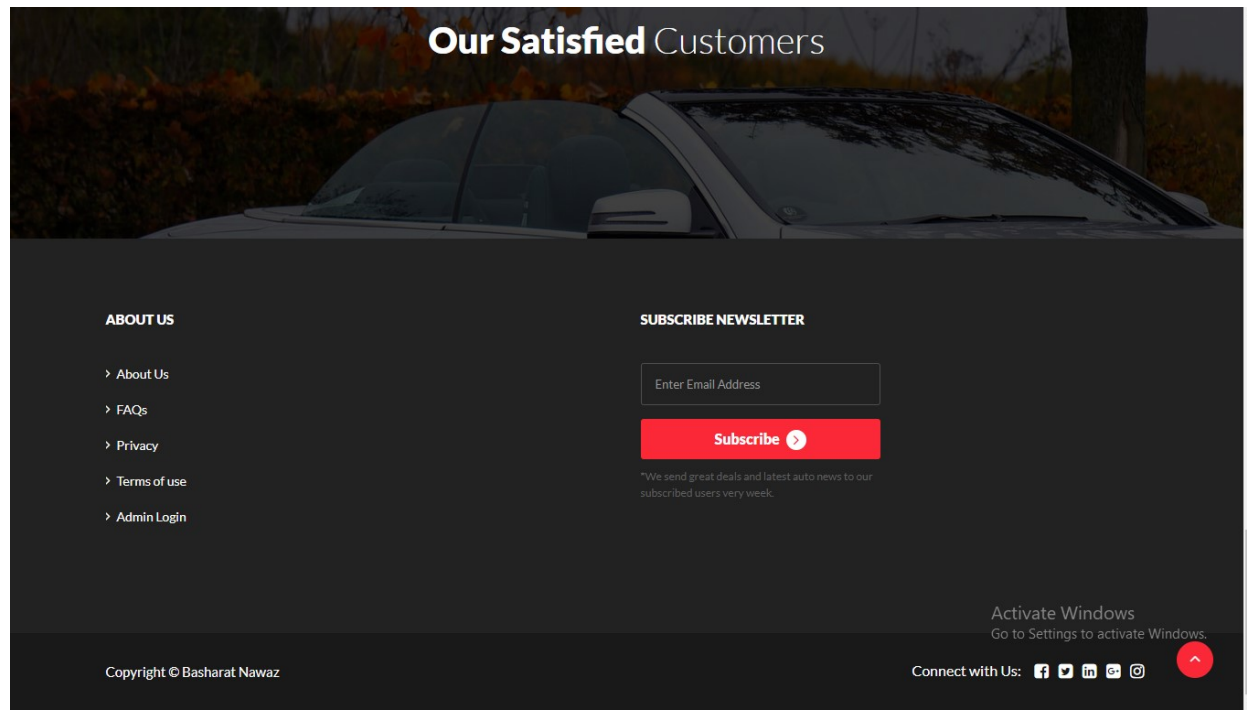 Our Satisfied Customers
ABOUT US
> About Us
> FAQs
> Privacy
> Terms of use
> Admin Login
SUBSCRIBE NEWSLETTER
Enter Email Address
Subscribe
*We send great deals and latest auto news to our
subscribed users very week.
Activate Windows
Go to Settings to activate Windows.
Copyright © Basharat Nawaz
Connect with Us: